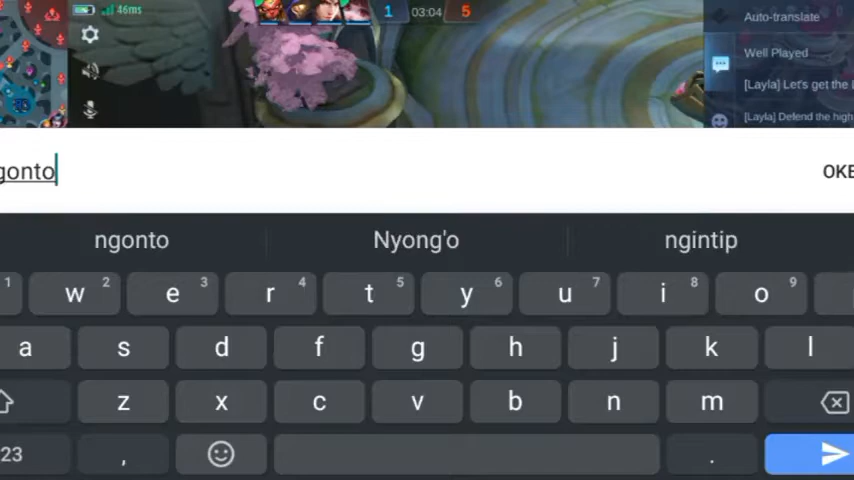 46ms
1 03:04 5
Auto-translate
Well Played
[Layla] Let's get the
[Layla] Defend the high
gonto
OKE
ngonto Nyong'o ngintip
1 w 2 e 3 r 4 t 5 y 6 u 7 i 8 o 9
a s d f g h j k l
z x c v b n m
23 , .